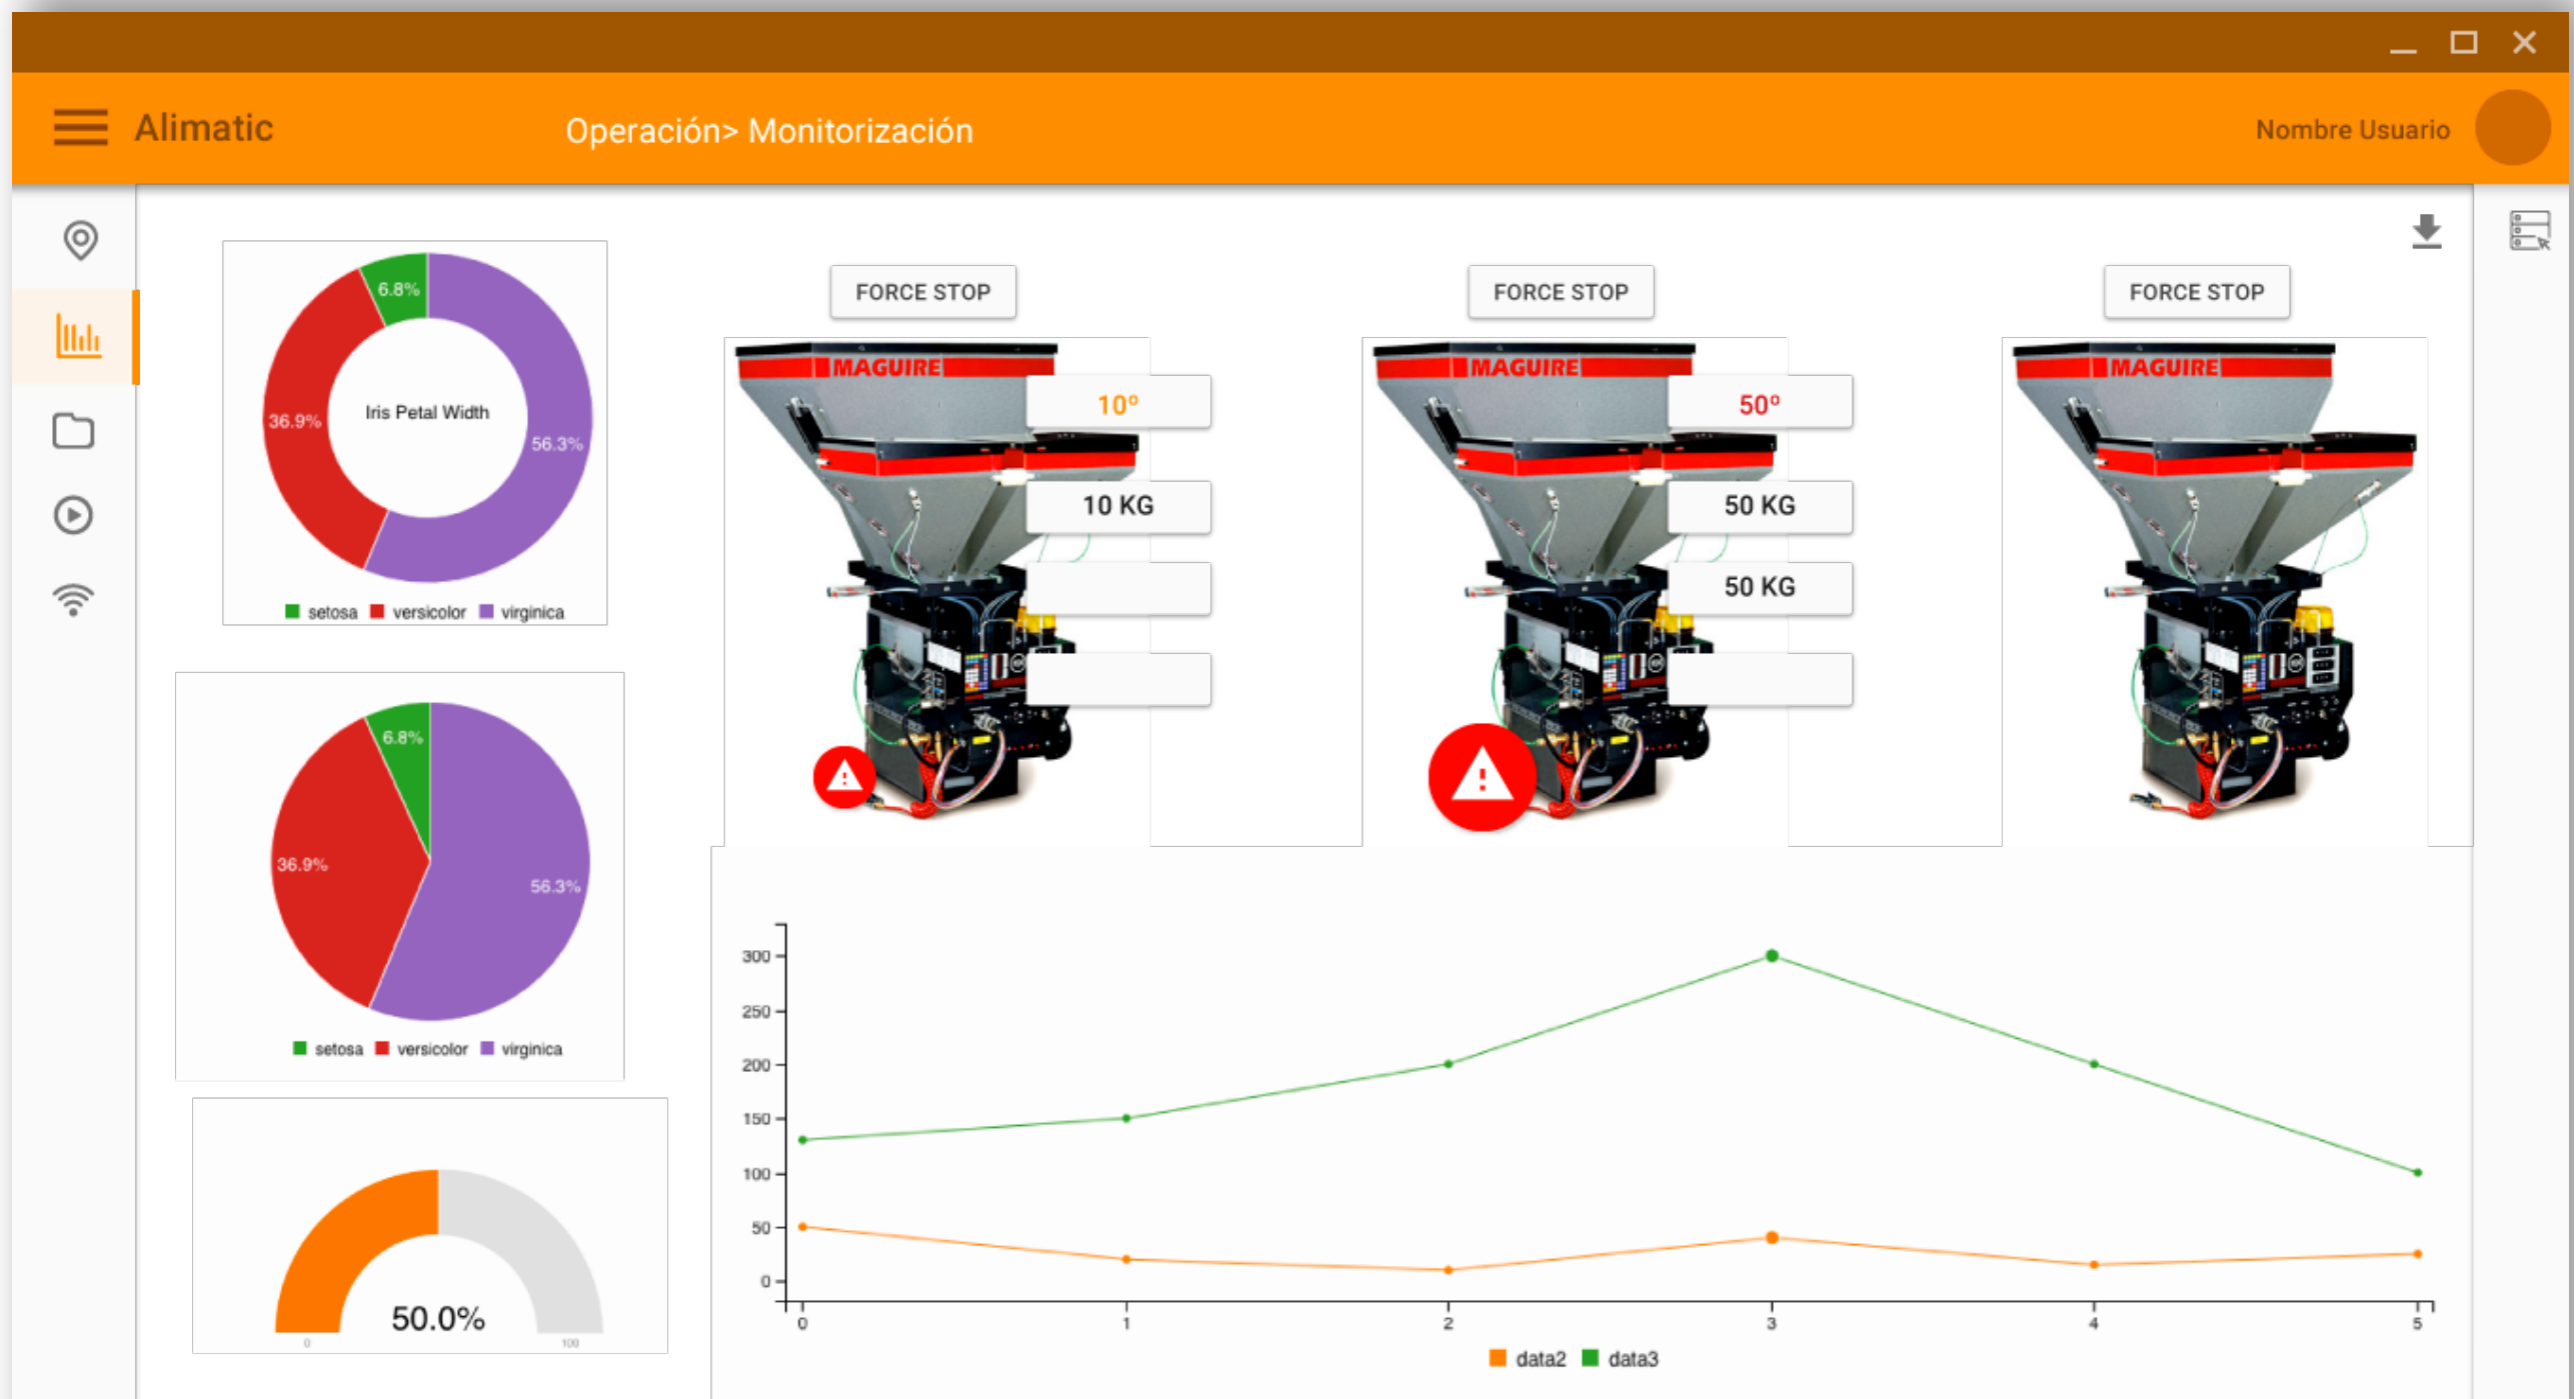 Alimatic
Operación> Monitorización
Nombre Usuario
6.8%
36.9%
Iris Petal Width
56.3%
setosa versicolor virginica
6.8%
36.9%
56.3%
setosa versicolor virginica
50.0%
0
100
FORCE STOP
FORCE STOP
FORCE STOP
MAGUIRE
10º
10 KG
MAGUIRE
50º
50 KG
50 KG
MAGUIRE
300
250
200
150
100
50
0
0 1 2 3 4 5
data2 data3